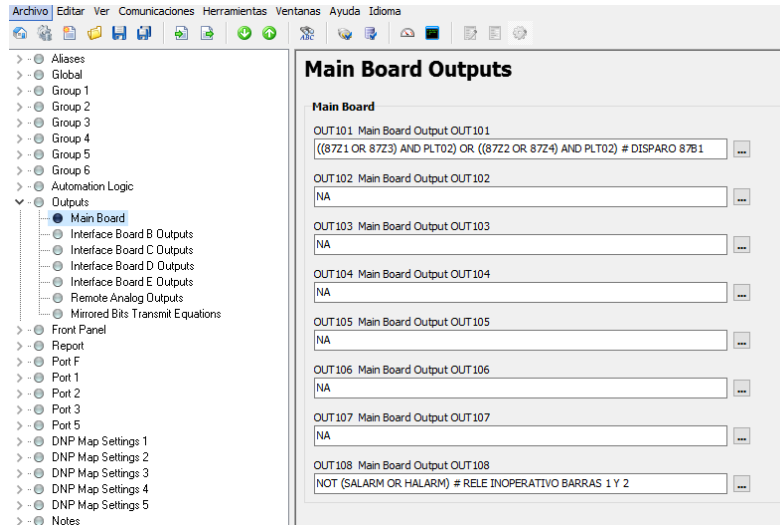 Archivo Editar Ver Comunicaciones Herramientas Ventanas Ayuda Idioma
Aliases
Global
Group 1
Group 2
Group 3
Group 4
Group 5
Group 6
Automation Logic
Outputs
Main Board
Interface Board B Outputs
Interface Board C Outputs
Interface Board D Outputs
Interface Board E Outputs
Remote Analog Outputs
Mirrored Bits Transmit Equations
Front Panel
Report
Port F
Port 1
Port 2
Port 3
Port 5
DNP Map Settings 1
DNP Map Settings 2
DNP Map Settings 3
DNP Map Settings 4
DNP Map Settings 5
Notes
Main Board Outputs
Main Board
OUT101 Main Board Output OUT101
((87Z1 OR 87Z3) AND PLT02) OR ((87Z2 OR 87Z4) AND PLT02) # DISPARO 87B1
...
OUT102 Main Board Output OUT102
NA
...
OUT103 Main Board Output OUT103
NA
...
OUT104 Main Board Output OUT104
NA
...
OUT105 Main Board Output OUT105
NA
...
OUT106 Main Board Output OUT106
NA
...
OUT107 Main Board Output OUT107
NA
...
OUT108 Main Board Output OUT108
NOT (SALARM OR HALARM) # RELE INOPERATIVO BARRAS 1 Y 2
...